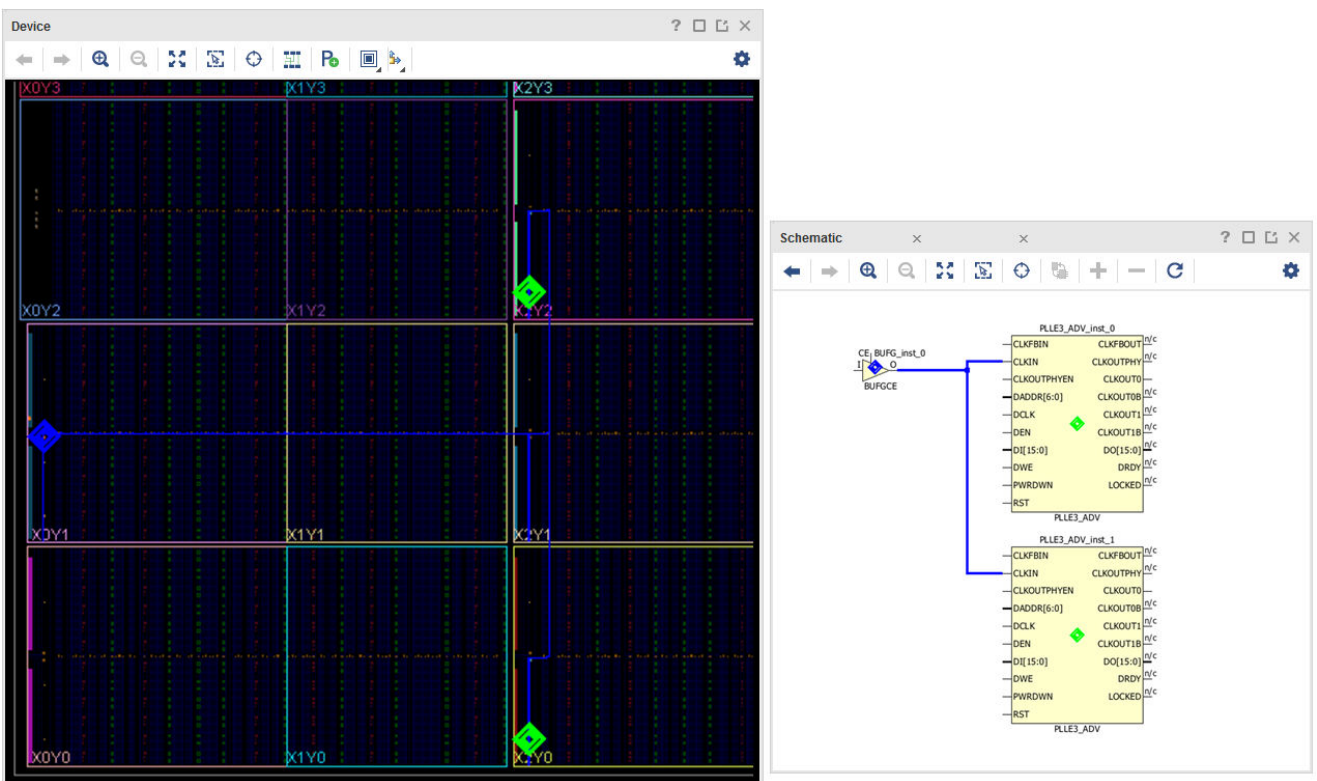 Device
?
X0Y3
X1Y3
X2Y3
X0Y2
X1Y2
X2Y2
X0Y1
X1Y1
X2Y1
X0Y0
X1Y0
X2Y0
Schematic
?
CE
BUFG_inst_0
I
O
BUFGCE
PLLE3_ADV_inst_0
CLKFBIN CLKFBOUT n/c
CLKIN CLKOUTPHY n/c
CLKOUTPHYEN CLKOUT0
DADDR[6:0] CLKOUT0B n/c
DCLK CLKOUT1 n/c
DEN CLKOUT1B n/c
DI[15:0] DO[15:0] n/c
DWE DRDY n/c
PWRDWN LOCKED n/c
RST
PLLE3_ADV
PLLE3_ADV_inst_1
CLKFBIN CLKFBOUT n/c
CLKIN CLKOUTPHY n/c
CLKOUTPHYEN CLKOUT0
DADDR[6:0] CLKOUT0B n/c
DCLK CLKOUT1 n/c
DEN CLKOUT1B n/c
DI[15:0] DO[15:0] n/c
DWE DRDY n/c
PWRDWN LOCKED n/c
RST
PLLE3_ADV